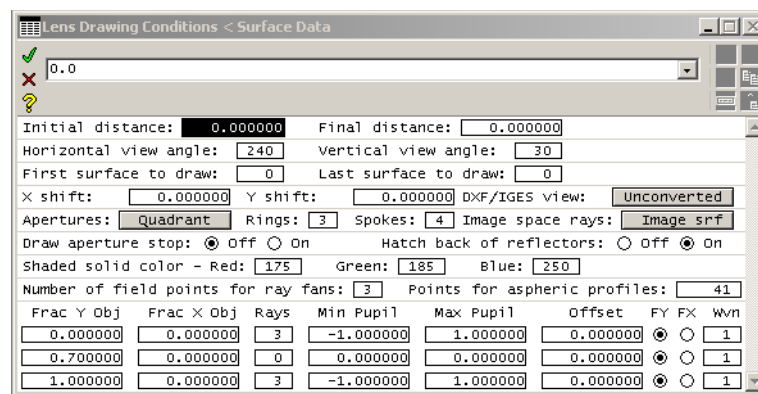 Lens Drawing Conditions < Surface Data
0.0
Initial distance: 0.000000 Final distance: 0.000000
Horizontal view angle: 240 Vertical view angle: 30
First surface to draw: 0 Last surface to draw: 0
X shift: 0.000000 Y shift: 0.000000 DXF/IGES view: Unconverted
Apertures: Quadrant Rings: 3 Spokes: 4 Image space rays: Image srf
Draw aperture stop: Off On Hatch back of reflectors: Off On
Shaded solid color - Red: 175 Green: 185 Blue: 250
Number of field points for ray fans: 3 Points for aspheric profiles: 41
Frac Y Obj Frac X Obj Rays Min Pupil Max Pupil Offset FY FX Wvn
0.000000 0.000000 3 -1.000000 1.000000 0.000000 1
0.700000 0.000000 0 0.000000 0.000000 0.000000 1
1.000000 0.000000 3 -1.000000 1.000000 0.000000 1